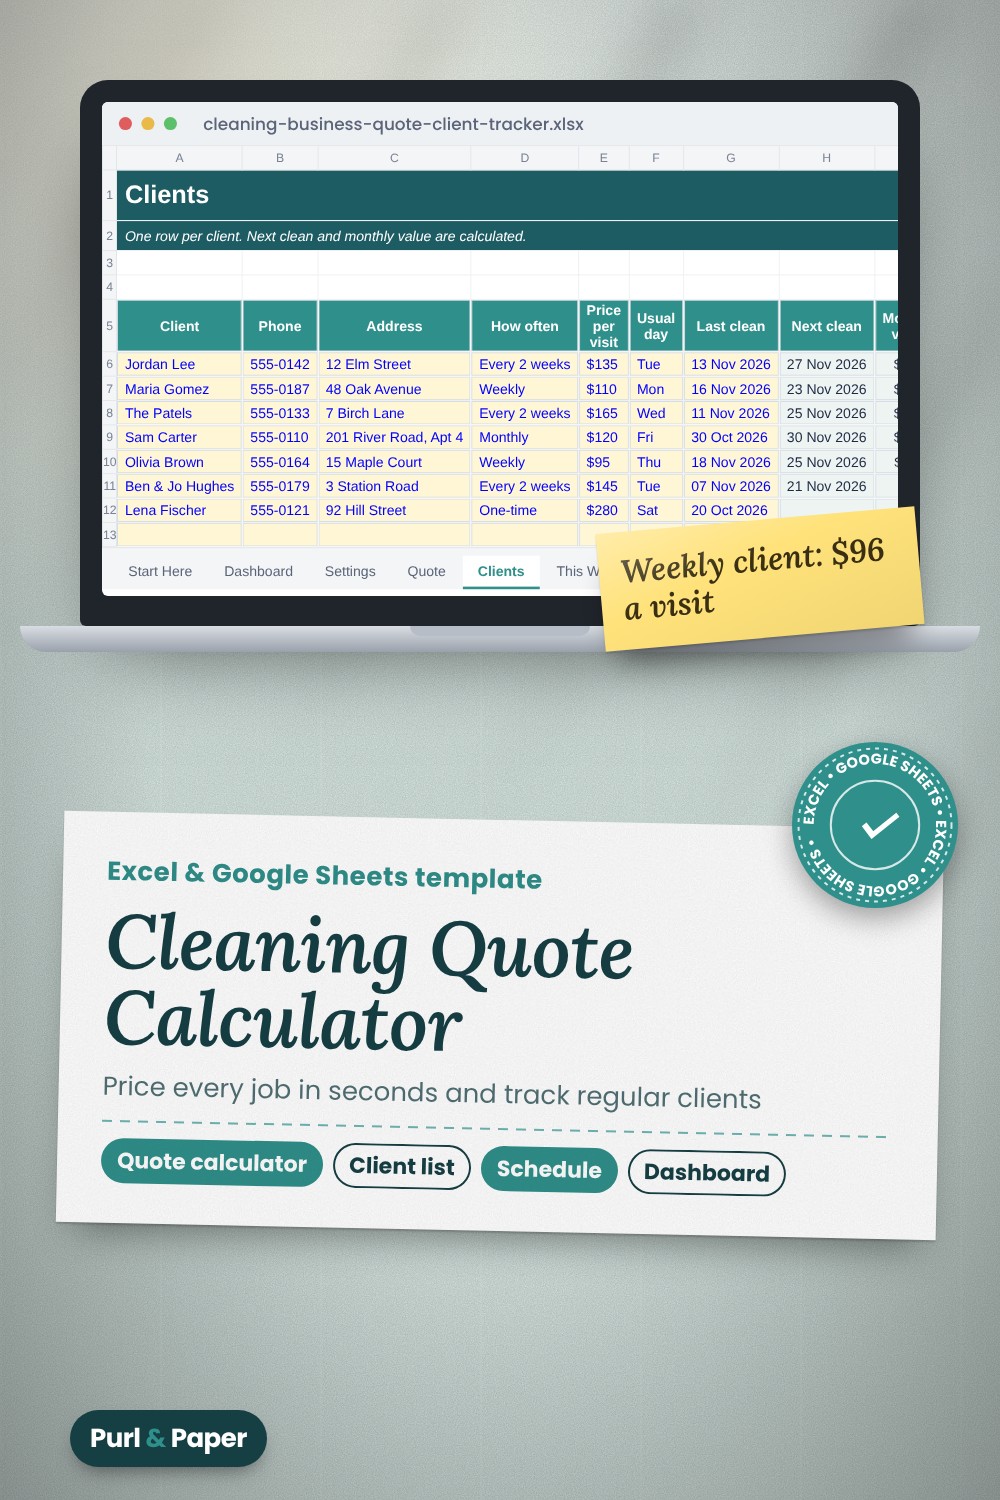 cleaning-business-quote-client-tracker.xlsx
A B C D E F G H
1 Clients
2 One row per client. Next clean and monthly value are calculated.
3
4
5 Client Phone Address How often Price per visit Usual day Last clean Next clean
6 Jordan Lee 555-0142 12 Elm Street Every 2 weeks $135 Tue 13 Nov 2026 27 Nov 2026 $
7 Maria Gomez 555-0187 48 Oak Avenue Weekly $110 Mon 16 Nov 2026 23 Nov 2026 $
8 The Patels 555-0133 7 Birch Lane Every 2 weeks $165 Wed 11 Nov 2026 25 Nov 2026 $
9 Sam Carter 555-0110 201 River Road, Apt 4 Monthly $120 Fri 30 Oct 2026 30 Nov 2026 $
10 Olivia Brown 555-0164 15 Maple Court Weekly $95 Thu 18 Nov 2026 25 Nov 2026 $
11 Ben & Jo Hughes 555-0179 3 Station Road Every 2 weeks $145 Tue 07 Nov 2026 21 Nov 2026
12 Lena Fischer 555-0121 92 Hill Street One-time $280 Sat 20 Oct 2026
13
Start Here Dashboard Settings Quote Clients This W
Weekly client: $96
a visit
EXCEL • GOOGLE SHEETS • EXCEL • GOOGLE SHEETS •
Excel & Google Sheets template
Cleaning Quote
Calculator
Price every job in seconds and track regular clients
Quote calculator Client list Schedule Dashboard
Purl & Paper